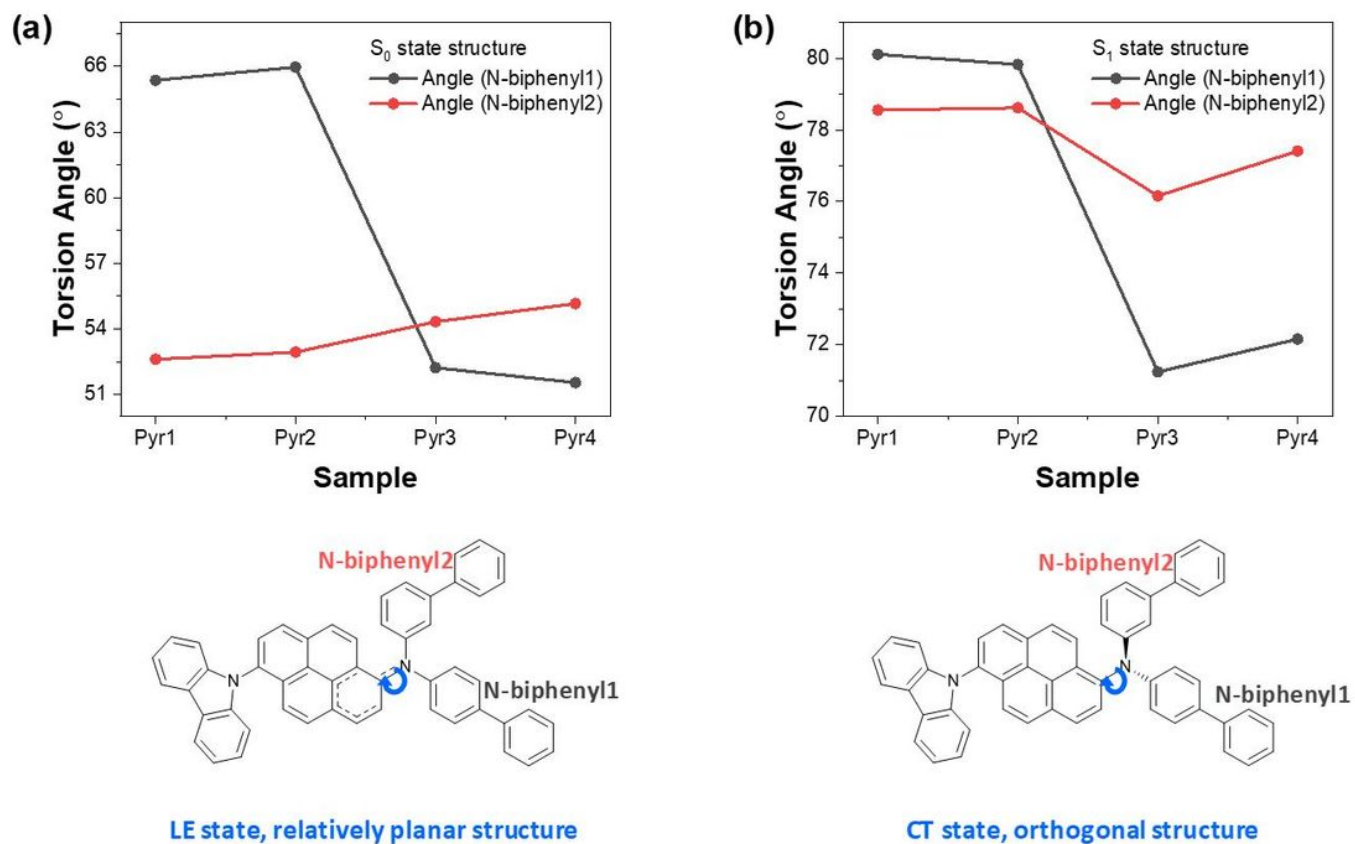 (a)
S₀ state structure
Angle (N-biphenyl1)
Angle (N-biphenyl2)
Torsion Angle (°)
66
63
60
57
54
51
Pyr1 Pyr2 Pyr3 Pyr4
Sample
N-biphenyl2
N
N
N-biphenyl1
LE state, relatively planar structure
(b)
S₁ state structure
Angle (N-biphenyl1)
Angle (N-biphenyl2)
Torsion Angle (°)
80
78
76
74
72
70
Pyr1 Pyr2 Pyr3 Pyr4
Sample
N-biphenyl2
N
N
N-biphenyl1
CT state, orthogonal structure